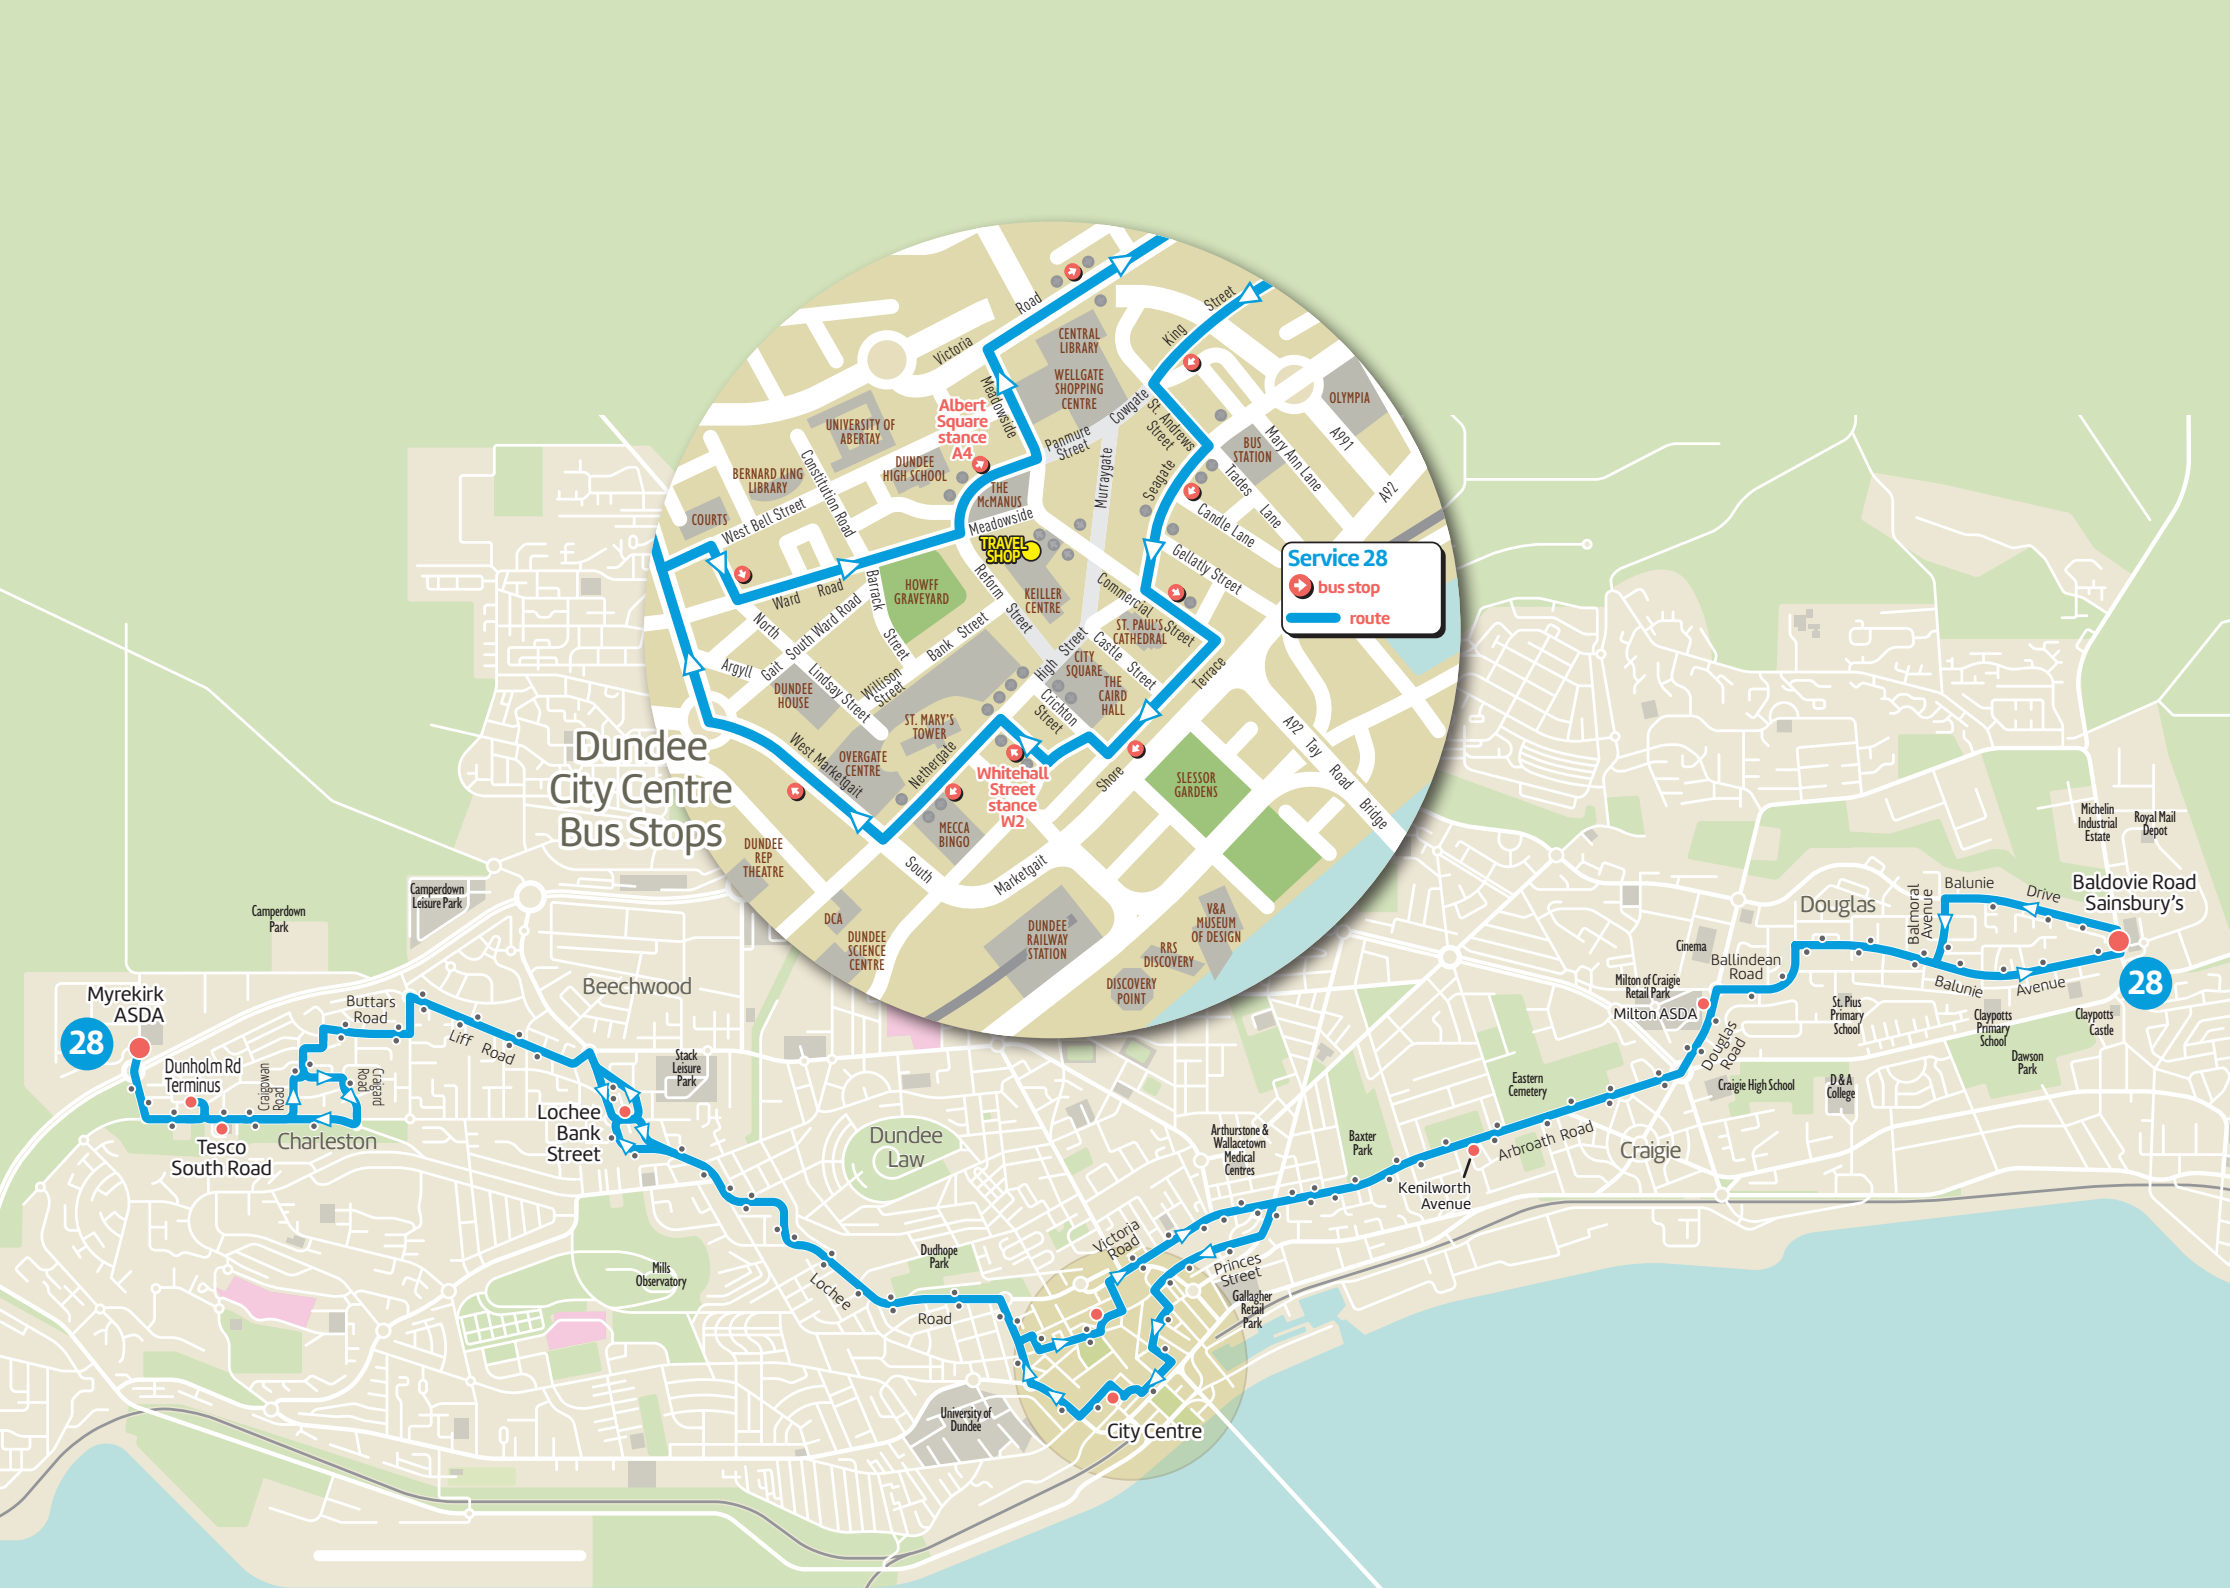 Road
Street
King
Victoria
CENTRAL
LIBRARY
WELLGATE
SHOPPING
CENTRE
Meadowside
Albert
Square
stance
A4
Cowgate
St. Andrews
Street
OLYMPIA
UNIVERSITY OF
ABERTAY
DUNDEE
HIGH SCHOOL
Panmure
Street
BUS
STATION
Mary Ann Lane
A991
A92
BERNARD KING
LIBRARY
Constitution Road
THE
McMANUS
Murraygate
Seagate
Trades
Lane
Candle Lane
COURTS
West Bell Street
Meadowside
TRAVEL
SHOP
Gellatly Street
Service 28
bus stop
route
Ward Road
Barrack
Street
HOWFF
GRAVEYARD
Reform
Street
KEILLER
CENTRE
Commercial
Street
North
South Ward Road
Bank Street
ST. PAUL'S
CATHEDRAL
High Street
Castle Street
CITY
SQUARE
THE
CAIRD
HALL
Argyll
Gait
Lindsay Street
Willison
Street
DUNDEE
HOUSE
Crichton
Street
Terrace
ST. MARY'S
TOWER
A92 Tay Road Bridge
Dundee
City Centre
Bus Stops
West Marketgait
OVERGATE
CENTRE
Nethergate
Whitehall
Street
stance
W2
Shore
SLESSOR
GARDENS
MECCA
BINGO
DUNDEE
REP
THEATRE
South
Marketgait
DCA
DUNDEE
SCIENCE
CENTRE
DUNDEE
RAILWAY
STATION
V&A
MUSEUM
OF DESIGN
RRS
DISCOVERY
DISCOVERY
POINT
Michelin
Industrial
Estate
Royal Mail
Depot
Camperdown
Leisure Park
Camperdown
Park
Balunie Drive
Baldovie Road
Sainsbury's
Balmoral
Avenue
Douglas
Cinema
Ballindean
Road
Milton of Craigie
Retail Park
Milton ASDA
28
Balunie Avenue
St. Pius
Primary
School
Claypotts
Primary
School
Claypotts
Castle
Dawson
Park
Douglas
Road
Craigie High School
D & A
College
Eastern
Cemetery
Beechwood
Myrekirk
ASDA
28
Buttars
Road
Liff Road
Dunholm Rd
Terminus
Craigowan
Road
Craigard
Road
Stack
Leisure
Park
Tesco
South Road
Charleston
Lochee
Bank
Street
Dundee
Law
Arthurstone &
Wallacetown
Medical
Centres
Baxter
Park
Arbroath Road
Craigie
Kenilworth
Avenue
Mills
Observatory
Dudhope
Park
Victoria
Road
Princes
Street
Gallagher
Retail
Park
Lochee
Road
University of
Dundee
City Centre